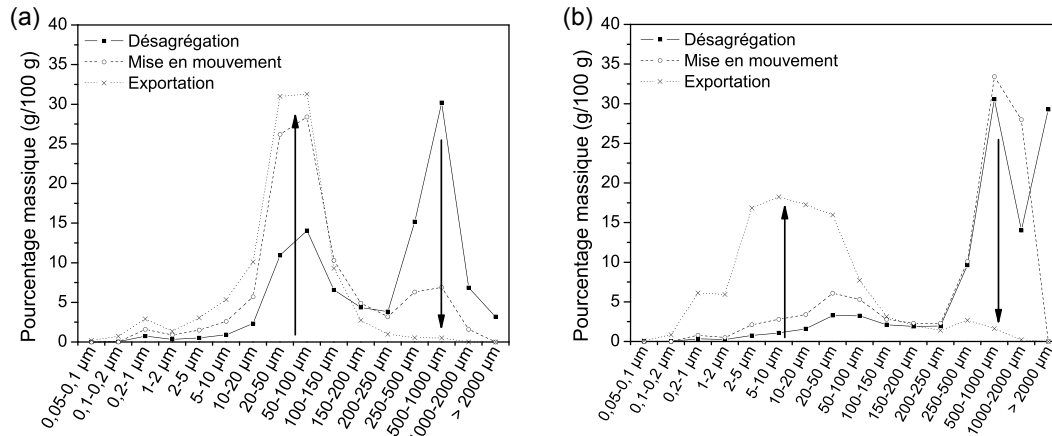 (a)
Pourcentage massique (g/100 g)
40
35
30
25
20
15
10
5
0
Désagrégation
Mise en mouvement
Exportation
0,05-0,1 µm
0,1-0,2 µm
0,2-1 µm
1-2 µm
2-5 µm
5-10 µm
10-20 µm
20-50 µm
50-100 µm
100-150 µm
150-200 µm
200-250 µm
250-500 µm
500-1000 µm
1000-2000 µm
> 2000 µm
(b)
Pourcentage massique (g/100 g)
40
35
30
25
20
15
10
5
0
Désagrégation
Mise en mouvement
Exportation
0,05-0,1 µm
0,1-0,2 µm
0,2-1 µm
1-2 µm
2-5 µm
5-10 µm
10-20 µm
20-50 µm
50-100 µm
100-150 µm
150-200 µm
200-250 µm
250-500 µm
500-1000 µm
1000-2000 µm
> 2000 µm